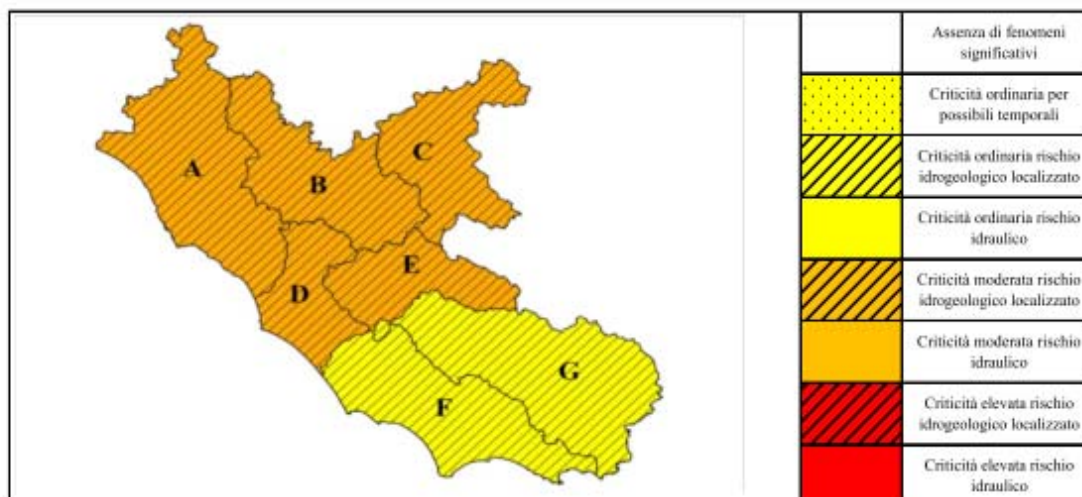 A
B
C
D
E
F
G
Assenza di fenomeni
significativi
Criticità ordinaria per
possibili temporali
Criticità ordinaria rischio
idrogeologico localizzato
Criticità ordinaria rischio
idraulico
Criticità moderata rischio
idrogeologico localizzato
Criticità moderata rischio
idraulico
Criticità elevata rischio
idrogeologico localizzato
Criticità elevata rischio
idraulico